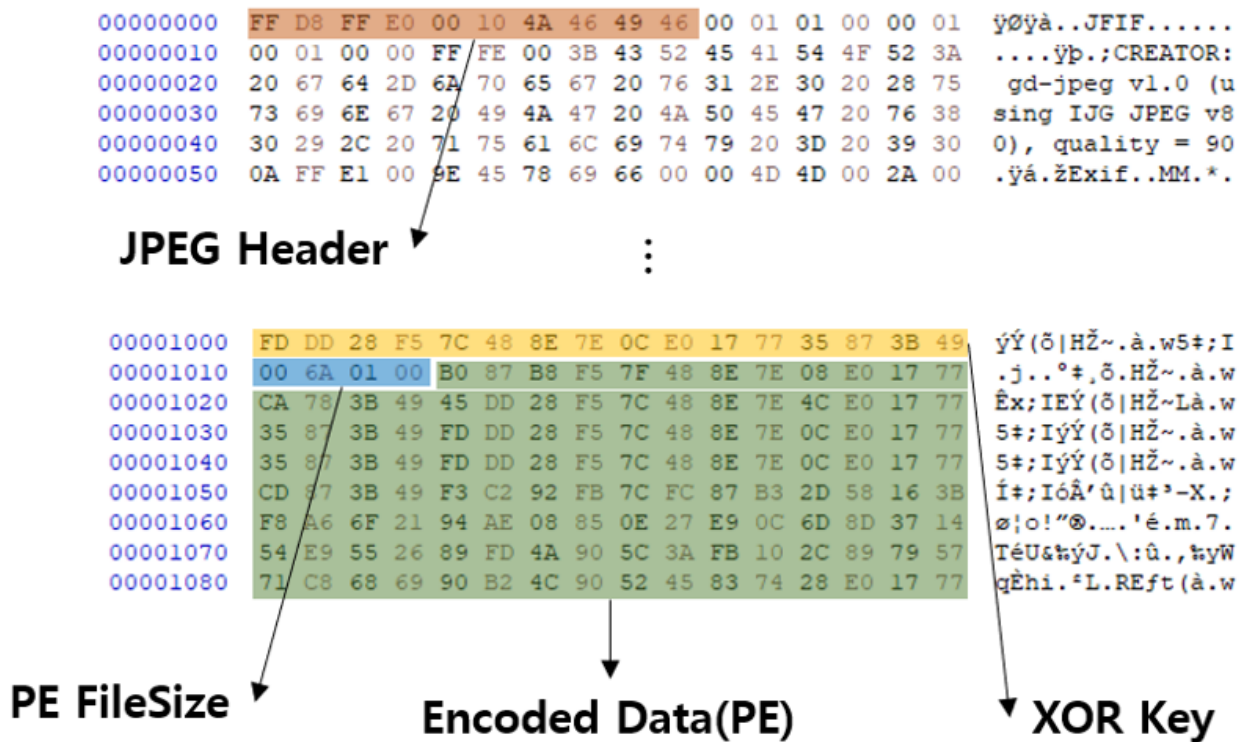 00000000 FF D8 FF E0 00 10 4A 46 49 46 00 01 01 00 00 01 ÿØÿà..JFIF......
00000010 00 01 00 00 FF FE 00 3B 43 52 45 41 54 4F 52 3A ....ÿþ.;CREATOR:
00000020 20 67 64 2D 6A 70 65 67 20 76 31 2E 30 20 28 75 gd-jpeg v1.0 (u
00000030 73 69 6E 67 20 49 4A 47 20 4A 50 45 47 20 76 38 sing IJG JPEG v8
00000040 30 29 2C 20 71 75 61 6C 69 74 79 20 3D 20 39 30 0), quality = 90
00000050 0A FF E1 00 9E 45 78 69 66 00 00 4D 4D 00 2A 00 .ÿá.žExif..MM.*.
JPEG Header
⋮
00001000 FD DD 28 F5 7C 48 8E 7E 0C E0 17 77 35 87 3B 49 ýÝ(õ|HŽ~.à.w5‡;I
00001010 00 6A 01 00 B0 87 B8 F5 7F 48 8E 7E 08 E0 17 77 .j..°‡¸õ.HŽ~.à.w
00001020 CA 78 3B 49 45 DD 28 F5 7C 48 8E 7E 4C E0 17 77 Êx;IEÝ(õ|HŽ~Là.w
00001030 35 87 3B 49 FD DD 28 F5 7C 48 8E 7E 0C E0 17 77 5‡;IýÝ(õ|HŽ~.à.w
00001040 35 87 3B 49 FD DD 28 F5 7C 48 8E 7E 0C E0 17 77 5‡;IýÝ(õ|HŽ~.à.w
00001050 CD 87 3B 49 F3 C2 92 FB 7C FC 87 B3 2D 58 16 3B Í‡;IóÂ’û|ü‡³-X.;
00001060 F8 A6 6F 21 94 AE 08 85 0E 27 E9 0C 6D 8D 37 14 ø¦o!”®.….'é.m.7.
00001070 54 E9 55 26 89 FD 4A 90 5C 3A FB 10 2C 89 79 57 TéU&‰ýJ.\:û.,‰yW
00001080 71 C8 68 69 90 B2 4C 90 52 45 83 74 28 E0 17 77 qÈhi.²L.REƒt(à.w
PE FileSize
Encoded Data(PE)
XOR Key